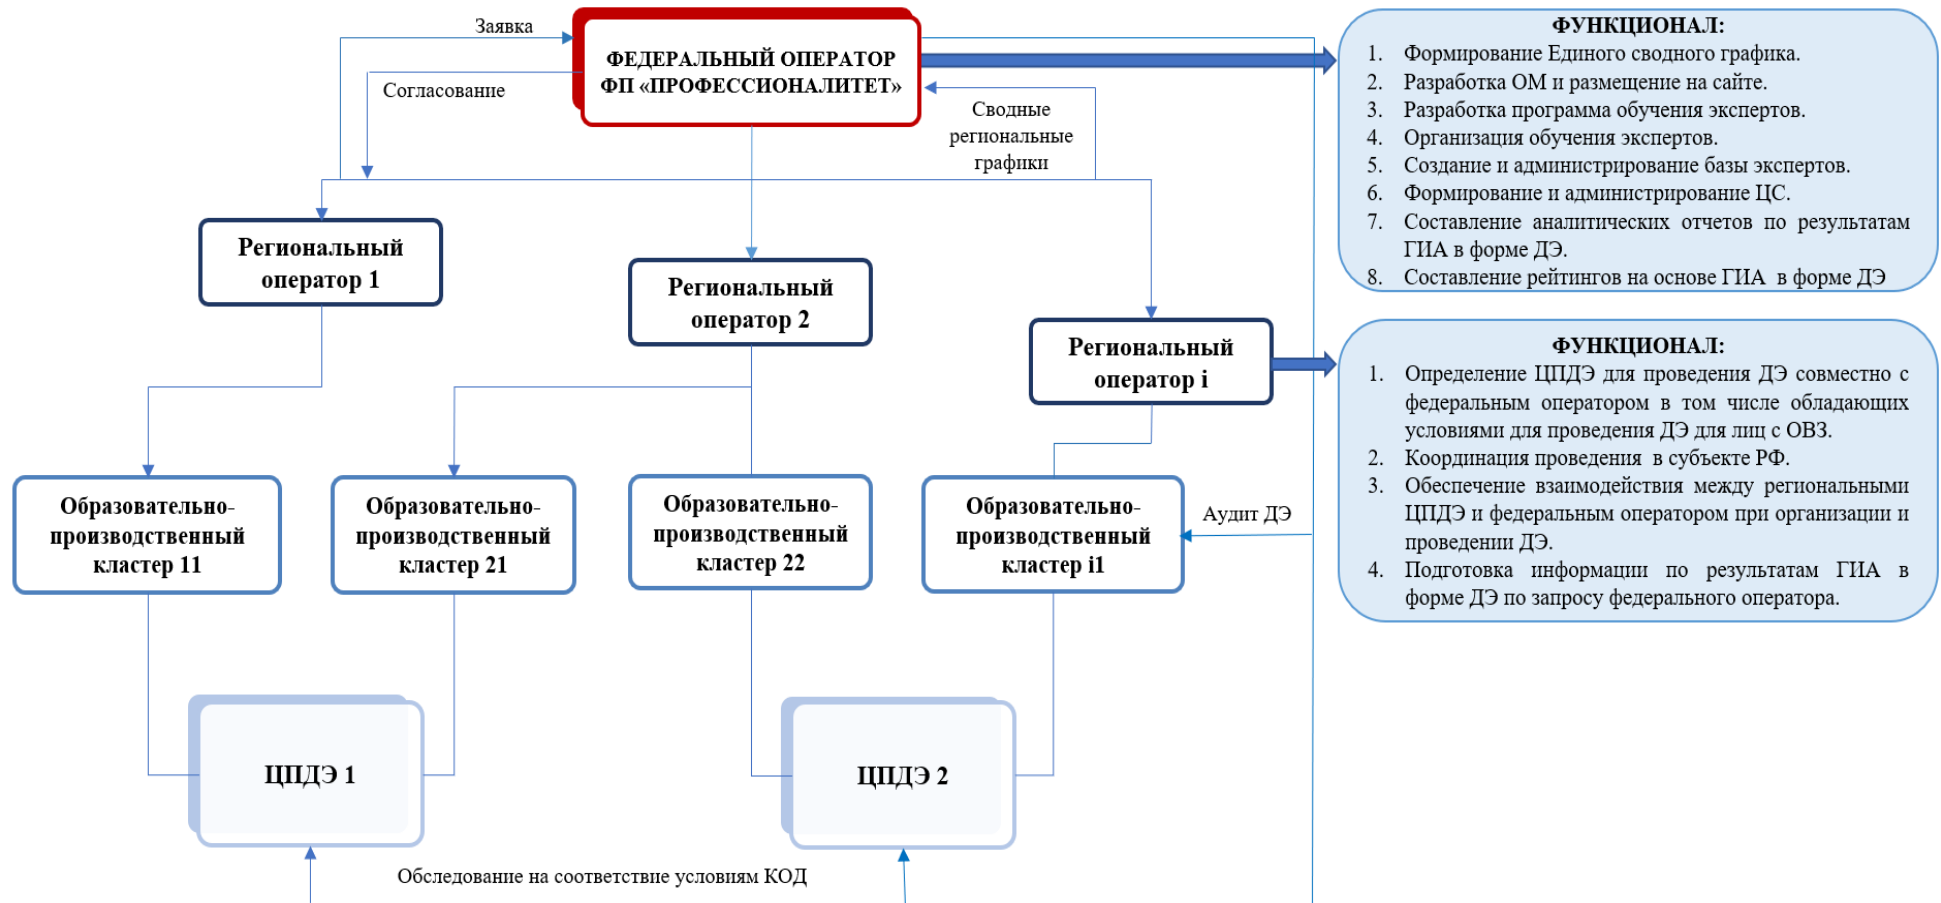 Заявка
ФЕДЕРАЛЬНЫЙ ОПЕРАТОР
ФП «ПРОФЕССИОНАЛИТЕТ»
Согласование
Сводные
региональные
графики
ФУНКЦИОНАЛ:
1. Формирование Единого сводного графика.
2. Разработка ОМ и размещение на сайте.
3. Разработка программа обучения экспертов.
4. Организация обучения экспертов.
5. Создание и администрирование базы экспертов.
6. Формирование и администрирование ЦС.
7. Составление аналитических отчетов по результатам
ГИА в форме ДЭ.
8. Составление рейтингов на основе ГИА в форме ДЭ
Региональный
оператор 1
Региональный
оператор 2
Региональный
оператор i
ФУНКЦИОНАЛ:
1. Определение ЦПДЭ для проведения ДЭ совместно с
федеральным оператором в том числе обладающих
условиями для проведения ДЭ для лиц с ОВЗ.
2. Координация проведения в субъекте РФ.
3. Обеспечение взаимодействия между региональными
ЦПДЭ и федеральным оператором при организации и
проведении ДЭ.
4. Подготовка информации по результатам ГИА в
форме ДЭ по запросу федерального оператора.
Образовательно-
производственный
кластер 11
Образовательно-
производственный
кластер 21
Образовательно-
производственный
кластер 22
Образовательно-
производственный
кластер i1
Аудит ДЭ
ЦПДЭ 1
ЦПДЭ 2
Обследование на соответствие условиям КОД